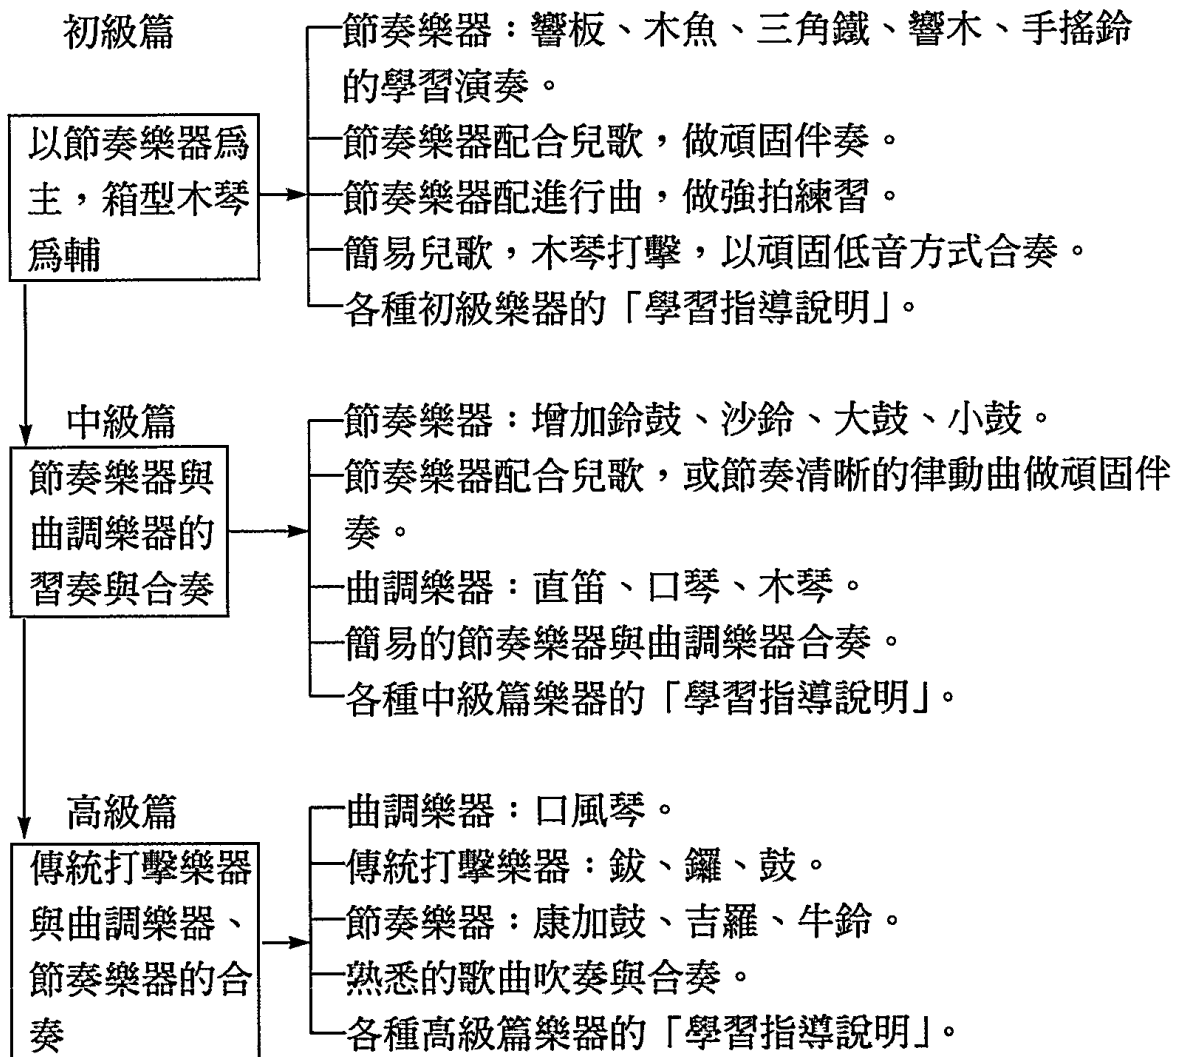 初級篇
以節奏樂器爲
主，箱型木琴
爲輔
節奏樂器：響板、木魚、三角鐵、響木、手搖鈴
的學習演奏。
節奏樂器配合兒歌，做頑固伴奏。
節奏樂器配進行曲，做強拍練習。
簡易兒歌，木琴打擊，以頑固低音方式合奏。
各種初級樂器的「學習指導說明」。
中級篇
節奏樂器與
曲調樂器的
習奏與合奏
節奏樂器：增加鈴鼓、沙鈴、大鼓、小鼓。
節奏樂器配合兒歌，或節奏清晰的律動曲做頑固伴
奏。
曲調樂器：直笛、口琴、木琴。
簡易的節奏樂器與曲調樂器合奏。
各種中級篇樂器的「學習指導說明」。
高級篇
傳統打擊樂器
與曲調樂器、
節奏樂器的合
奏
曲調樂器：口風琴。
傳統打擊樂器：鈸、鑼、鼓。
節奏樂器：康加鼓、吉羅、牛鈴。
熟悉的歌曲吹奏與合奏。
各種高級篇樂器的「學習指導說明」。